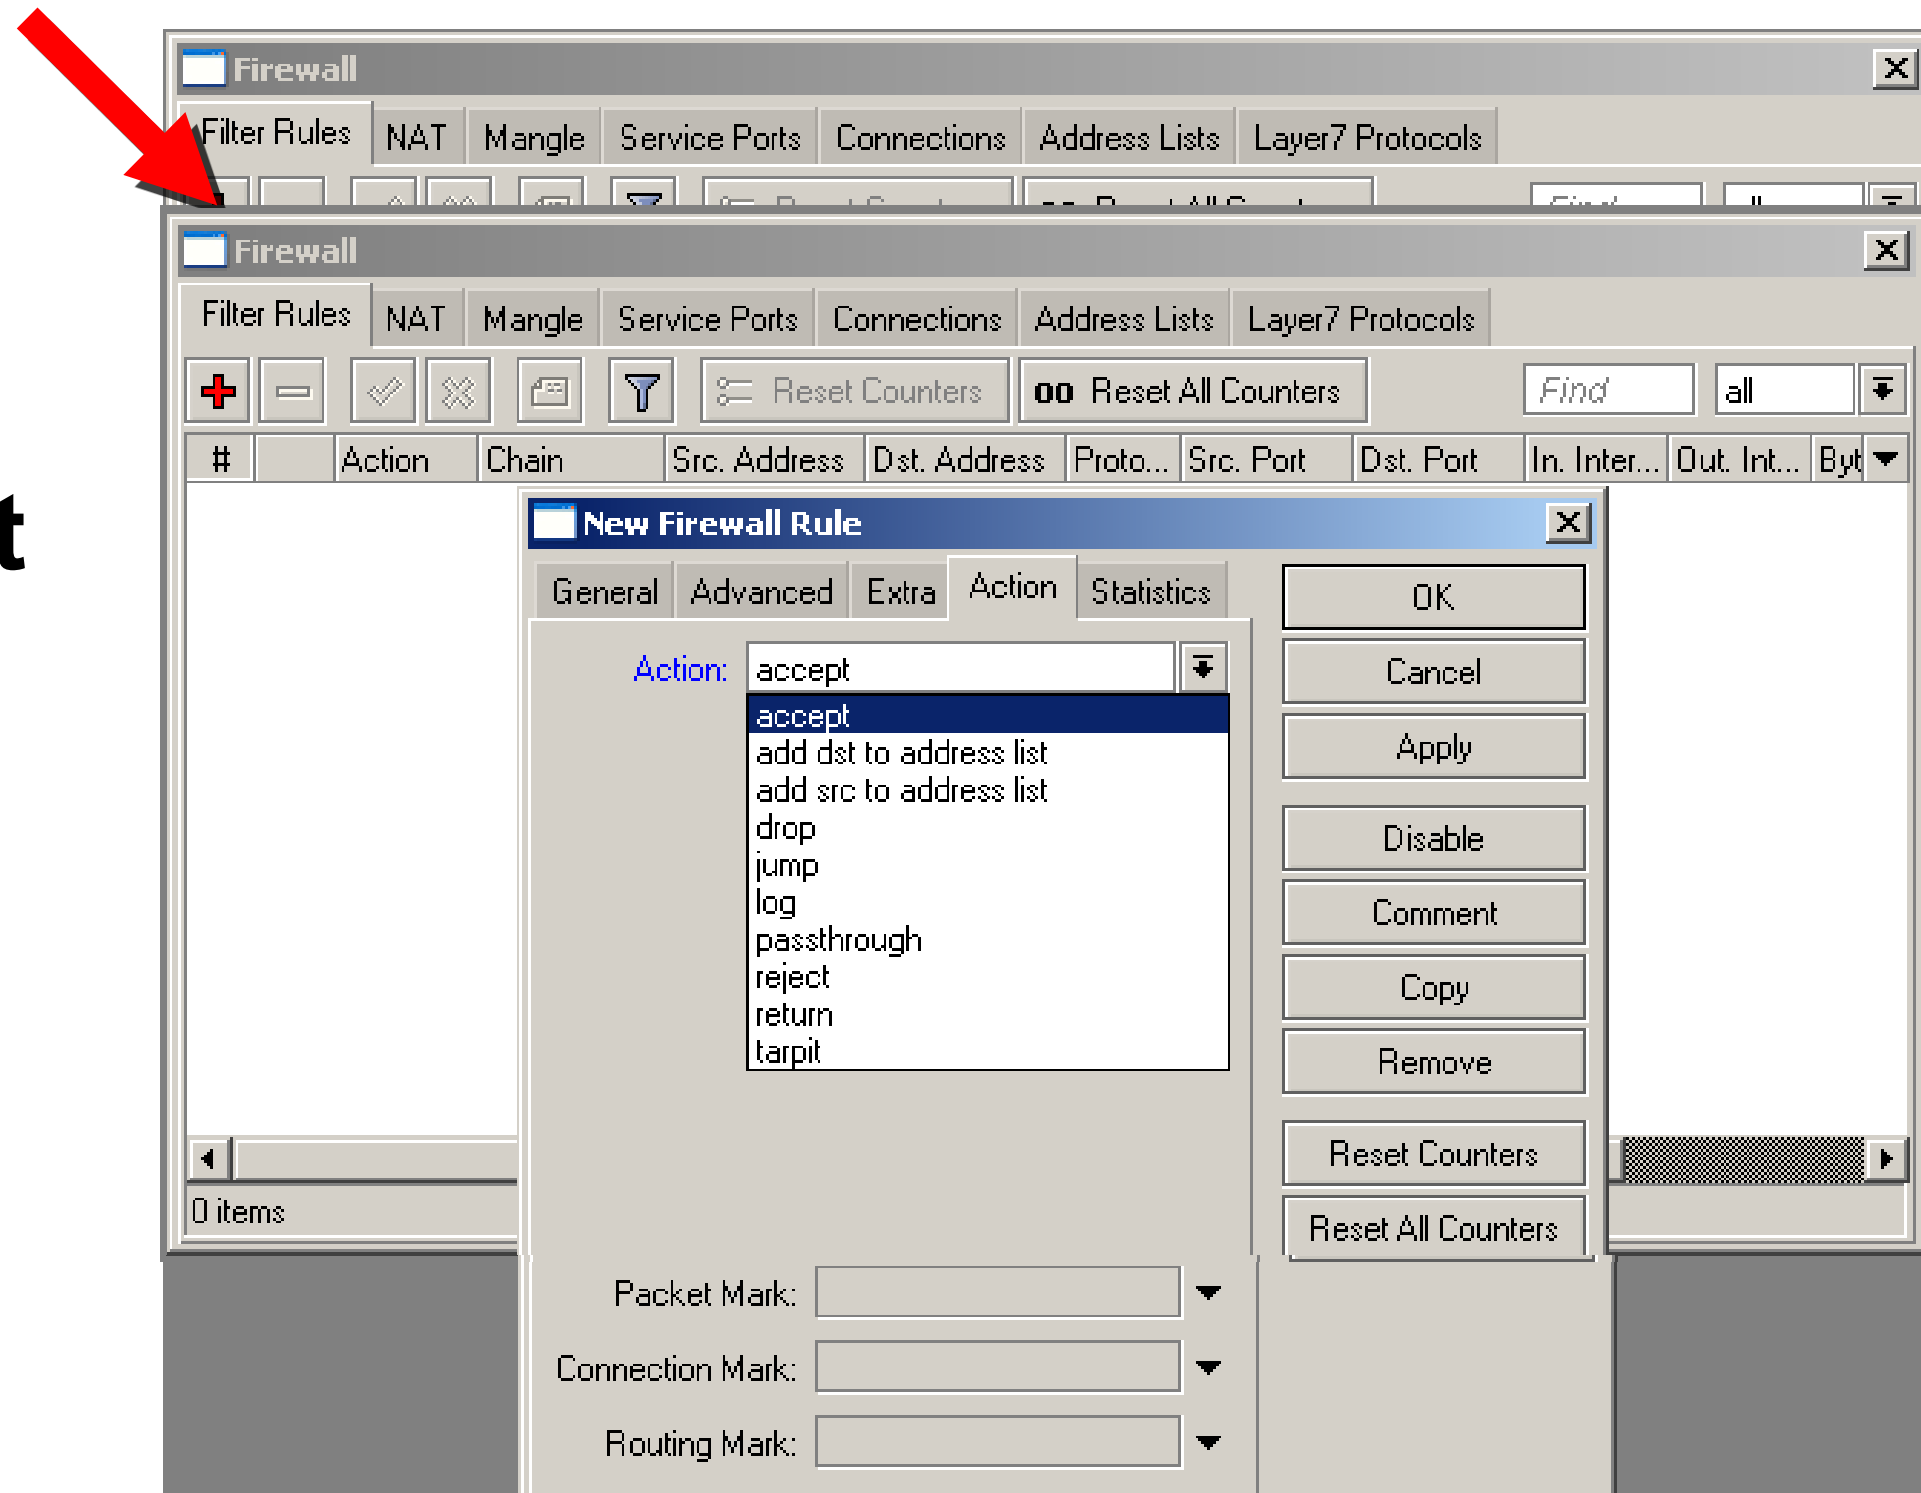 Firewall
Filter Rules NAT Mangle Service Ports Connections Address Lists Layer7 Protocols
Firewall
Filter Rules NAT Mangle Service Ports Connections Address Lists Layer7 Protocols
Reset Counters 00 Reset All Counters Find all
# Action Chain Src. Address Dst. Address Proto... Src. Port Dst. Port In. Inter... Out. Int... Byt
t
New Firewall Rule
General Advanced Extra Action Statistics
Action: accept
accept
add dst to address list
add src to address list
drop
jump
log
passthrough
reject
return
tarpit
OK
Cancel
Apply
Disable
Comment
Copy
Remove
Reset Counters
Reset All Counters
0 items
Packet Mark:
Connection Mark:
Routing Mark: